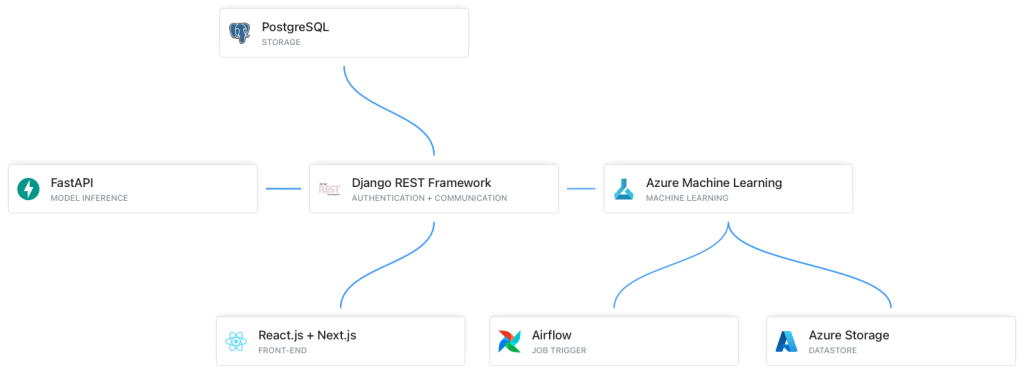 PostgreSQL
STORAGE
FastAPI
MODEL INFERENCE
REST
Django REST Framework
AUTHENTICATION + COMMUNICATION
Azure Machine Learning
MACHINE LEARNING
React.js + Next.js
FRONT-END
Airflow
JOB TRIGGER
Azure Storage
DATASTORE